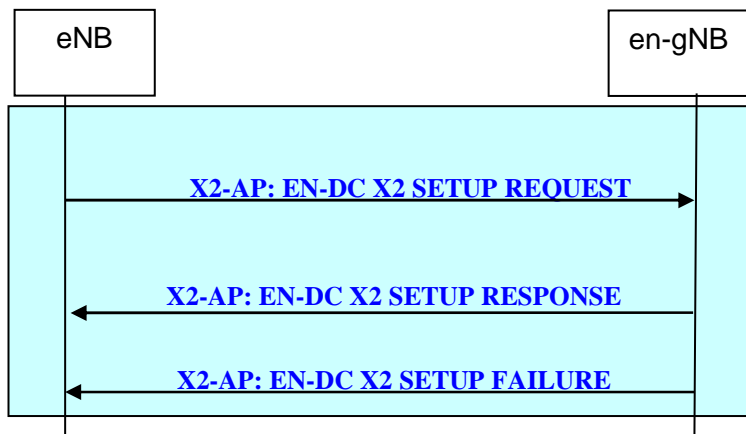 eNB
en-gNB
X2-AP: EN-DC X2 SETUP REQUEST
X2-AP: EN-DC X2 SETUP RESPONSE
X2-AP: EN-DC X2 SETUP FAILURE